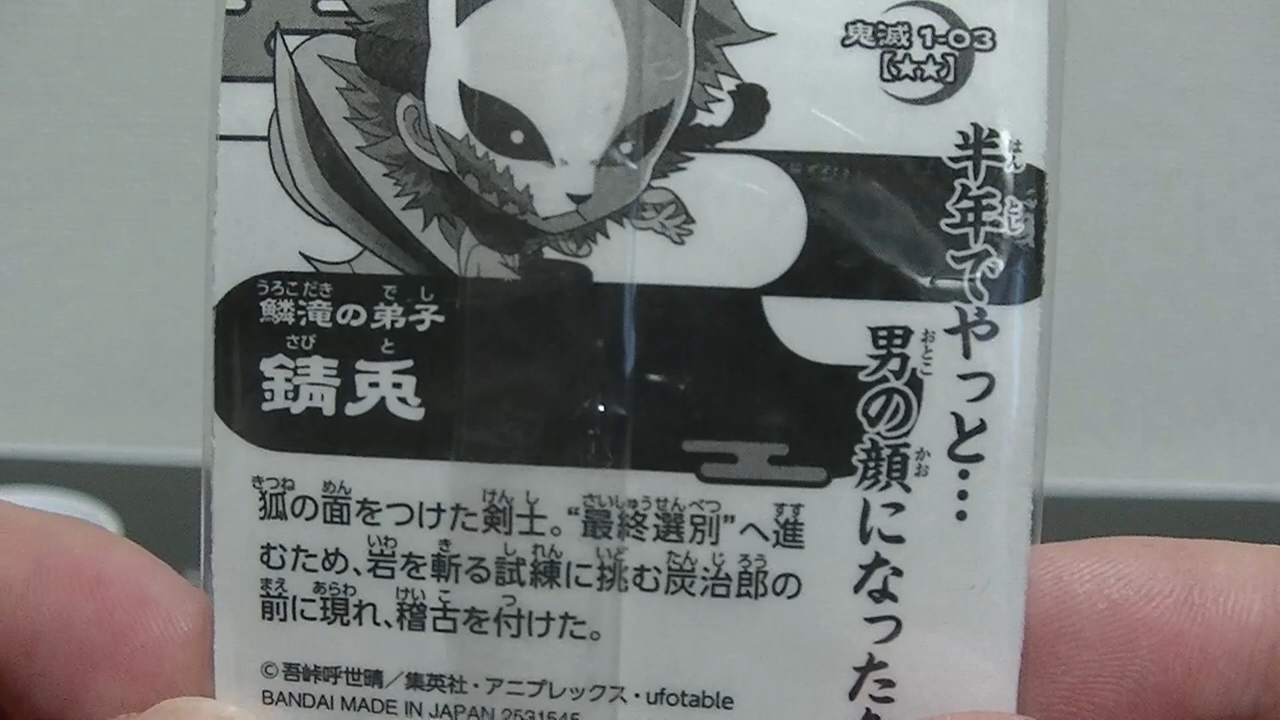 鬼滅 1-03
【★★】
半年でやっと…
男の顔になった
鱗滝の弟子
錆兎
狐の面をつけた剣士。“最終選別”へ進
むため、岩を斬る試練に挑む炭治郎の
前に現れ、稽古を付けた。
©吾峠呼世晴／集英社・アニプレックス・ufotable
BANDAI MADE IN JAPAN 2531545